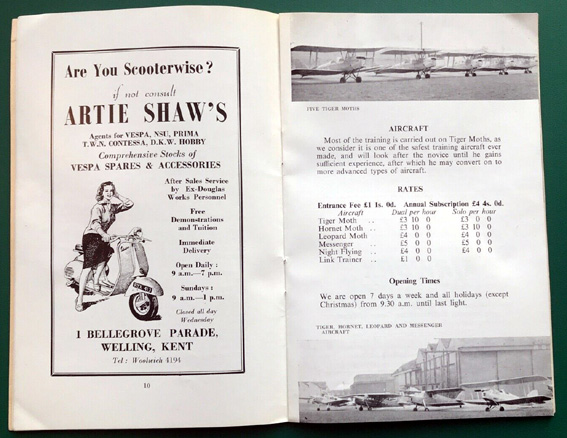 Are You Scooterwise?
if not consult
ARTIE SHAW'S
Agents for VESPA, NSU, PRIMA
T.W.N. CONTESSA, D.K.W. HOBBY
Comprehensive Stocks of
VESPA SPARES & ACCESSORIES
After Sales Service
by Ex-Douglas
Works Personnel
Free
Demonstrations
and Tuition
Immediate
Delivery
Open Daily :
9 a.m.—7 p.m.
Sundays :
9 a.m.—1 p.m.
Closed all day
Wednesday
1 BELLEGROVE PARADE,
WELLING, KENT
Tel : Woolwich 4194
10
FIVE TIGER MOTHS
AIRCRAFT
Most of the training is carried out on Tiger Moths, as
we consider it is one of the safest training aircraft ever
made, and will look after the novice until he gains
sufficient experience, after which he may convert on to
more advanced types of aircraft.
RATES
Entrance Fee £1 1s. 0d. Annual Subscription £4 4s. 0d.
Aircraft Dual per hour Solo per hour
Tiger Moth .. £3 10 0 £3 0 0
Hornet Moth .. £3 10 0 £3 10 0
Leopard Moth £4 0 0 £4 0 0
Messenger .. £5 0 0 £5 0 0
Night Flying .. £4 0 0 £4 0 0
Link Trainer .. £1 0 0
Opening Times
We are open 7 days a week and all holidays (except
Christmas) from 9.30 a.m. until last light.
TIGER, HORNET, LEOPARD AND MESSENGER
AIRCRAFT